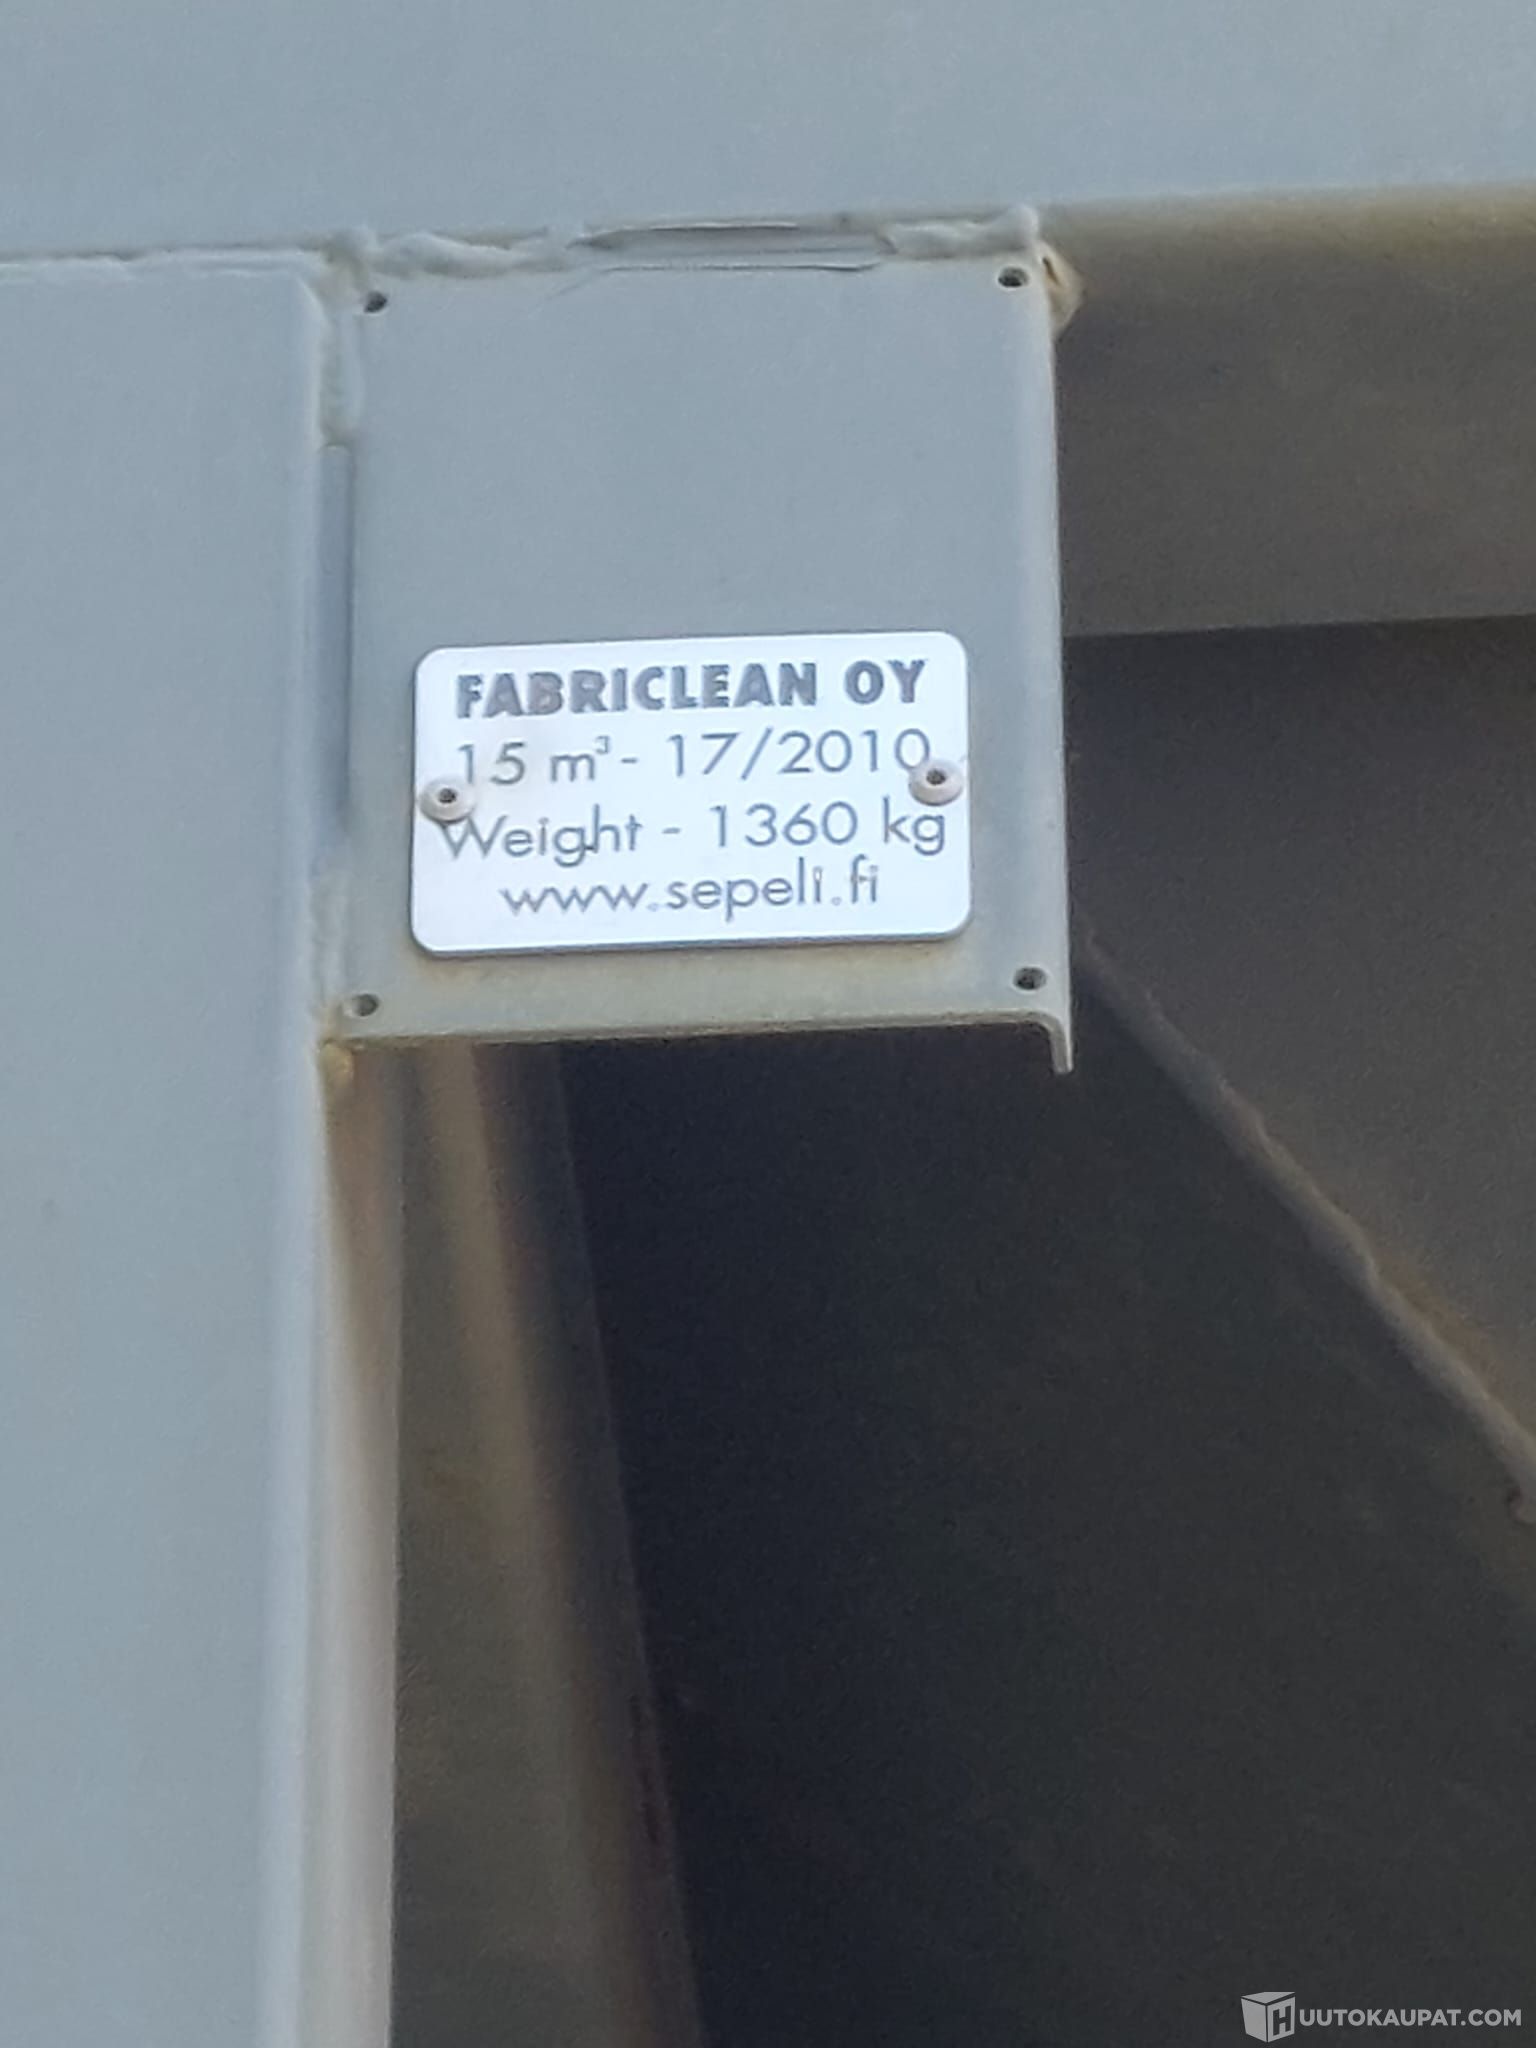 FABRICLEAN OY
15 m³ - 17/2010
Weight - 1360 kg
www.sepeli.fi
HUUTOKAUPAT.COM